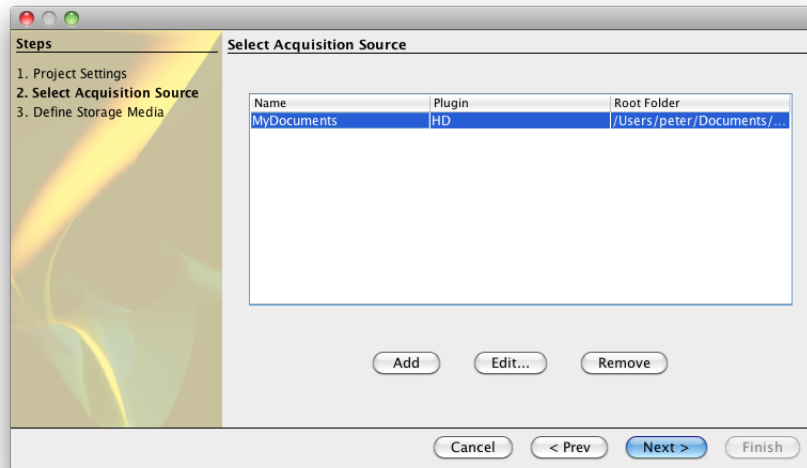 Steps
1. Project Settings
2. Select Acquisition Source
3. Define Storage Media
Select Acquisition Source
Name Plugin Root Folder
MyDocuments HD /Users/peter/Documents/...
Add Edit... Remove
Cancel < Prev Next > Finish